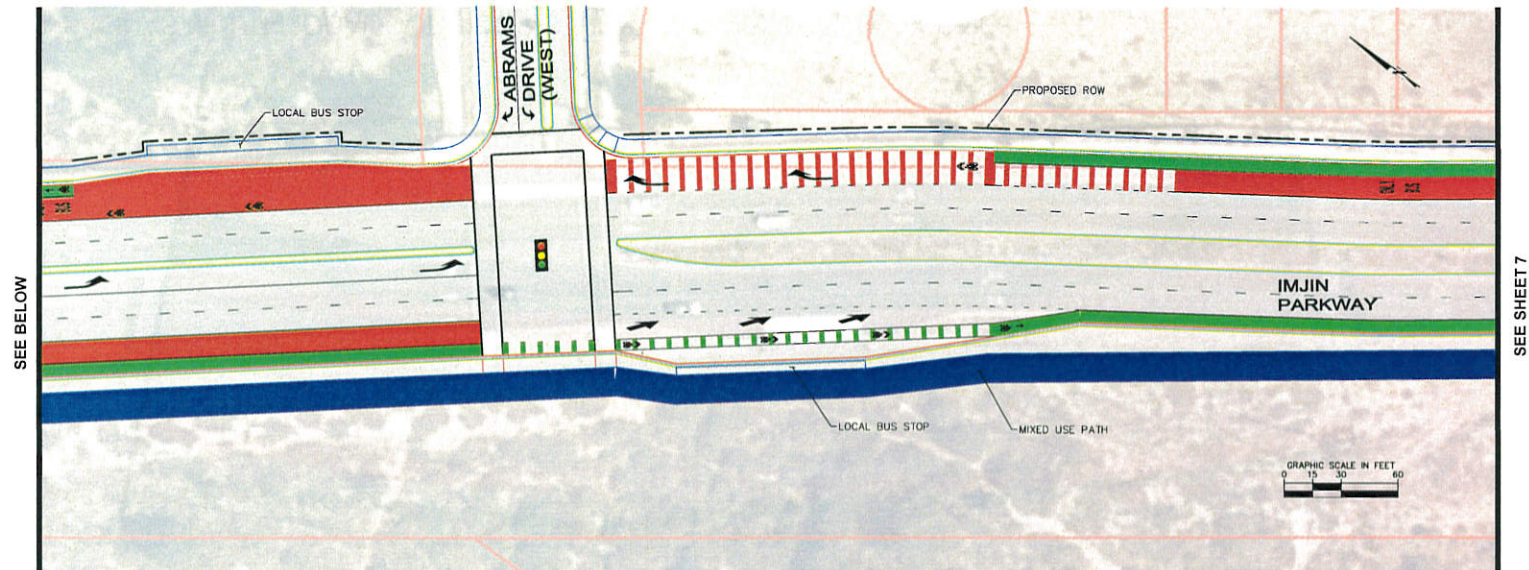 ABRAMS
DRIVE
(WEST)
LOCAL BUS STOP
PROPOSED ROW
SEE BELOW
IMJIN
PARKWAY
SEE SHEET 7
LOCAL BUS STOP
MIXED USE PATH
GRAPHIC SCALE IN FEET
0 15 30 60